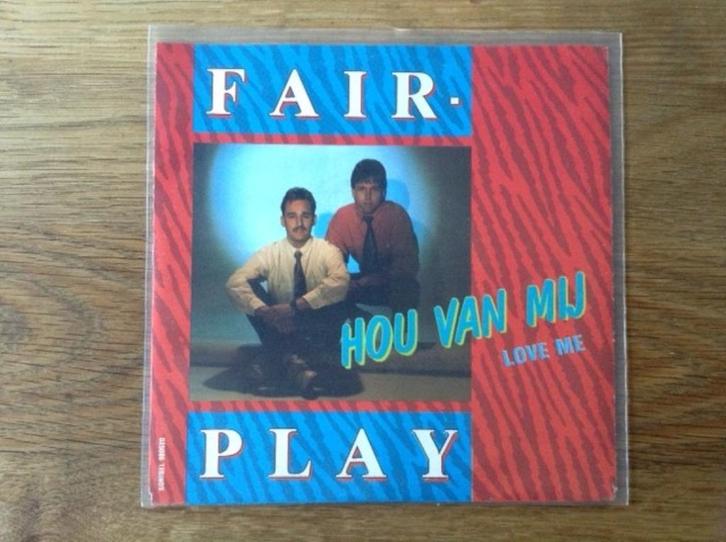 FAIR-
HOU VAN MIJ
LOVE ME
PLAY